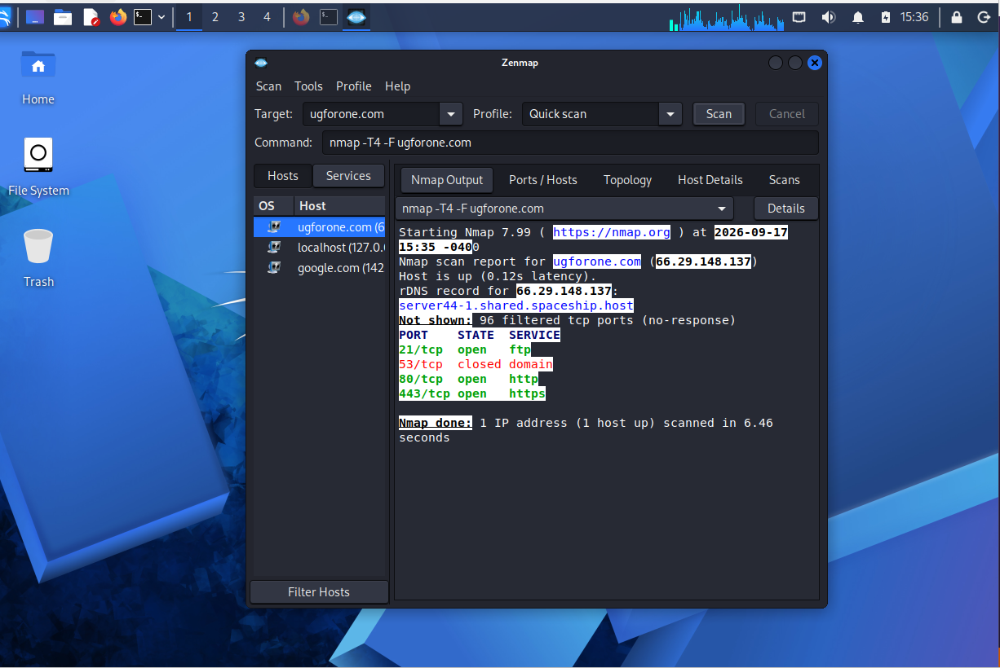 1 2 3 4 15:36
Home
File System
Trash
Zenmap
Scan Tools Profile Help
Target: ugforone.com Profile: Quick scan Scan Cancel
Command: nmap -T4 -F ugforone.com
Hosts Services
OS Host
ugforone.com (6
localhost (127.0.
google.com (142
Filter Hosts
Nmap Output Ports / Hosts Topology Host Details Scans
nmap -T4 -F ugforone.com Details
Starting Nmap 7.99 ( https://nmap.org ) at 2026-09-17
15:35 -0400
Nmap scan report for ugforone.com (66.29.148.137)
Host is up (0.12s latency).
rDNS record for 66.29.148.137:
server44-1.shared.spaceship.host
Not shown: 96 filtered tcp ports (no-response)
PORT STATE SERVICE
21/tcp open ftp
53/tcp closed domain
80/tcp open http
443/tcp open https
Nmap done: 1 IP address (1 host up) scanned in 6.46
seconds